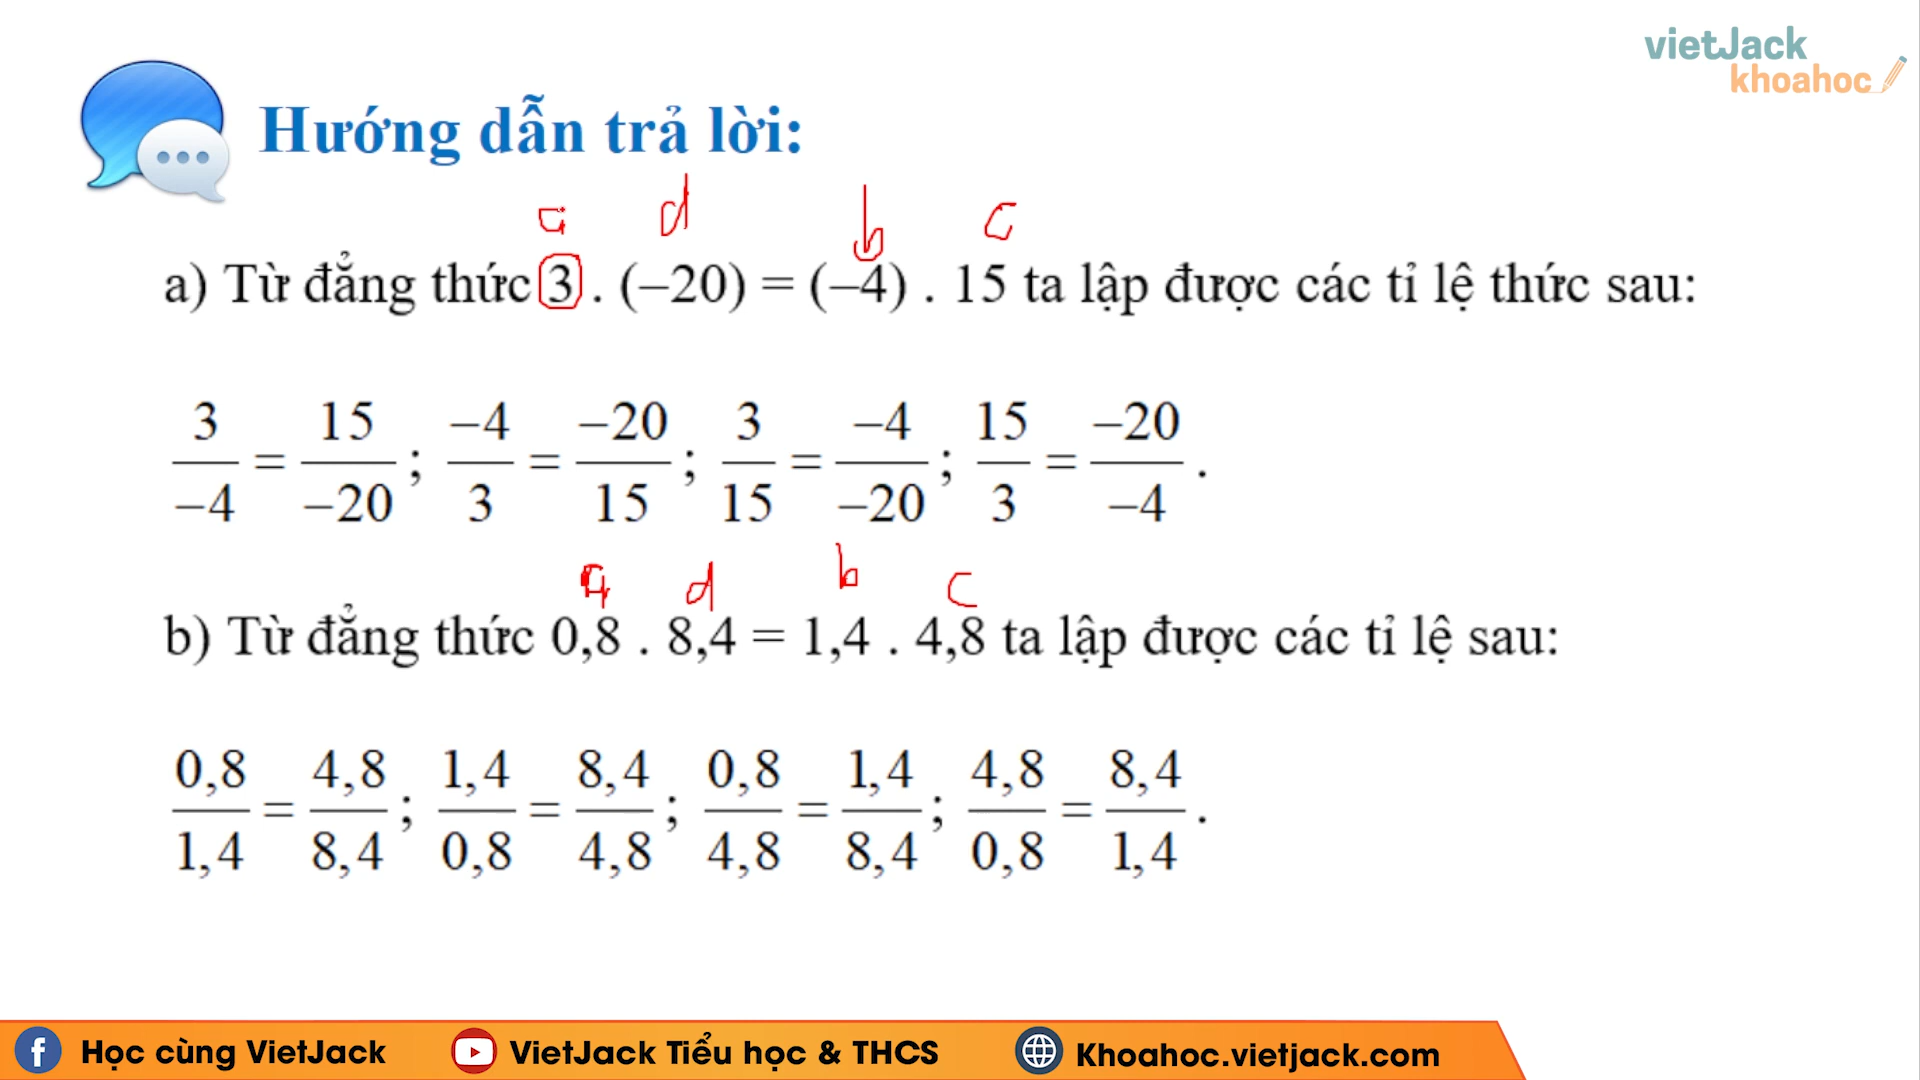 vietJack
khoahoc
Hướng dẫn trả lời:
a d b c
a) Từ đẳng thức 3 . (–20) = (–4) . 15 ta lập được các tỉ lệ thức sau:
3/–4 = 15/–20 ; –4/3 = –20/15 ; 3/15 = –4/–20 ; 15/3 = –20/–4 .
a d b c
b) Từ đẳng thức 0,8 . 8,4 = 1,4 . 4,8 ta lập được các tỉ lệ sau:
0,8/1,4 = 4,8/8,4 ; 1,4/0,8 = 8,4/4,8 ; 0,8/4,8 = 1,4/8,4 ; 4,8/0,8 = 8,4/1,4 .
Học cùng VietJack VietJack Tiểu học & THCS Khoahoc.vietjack.com